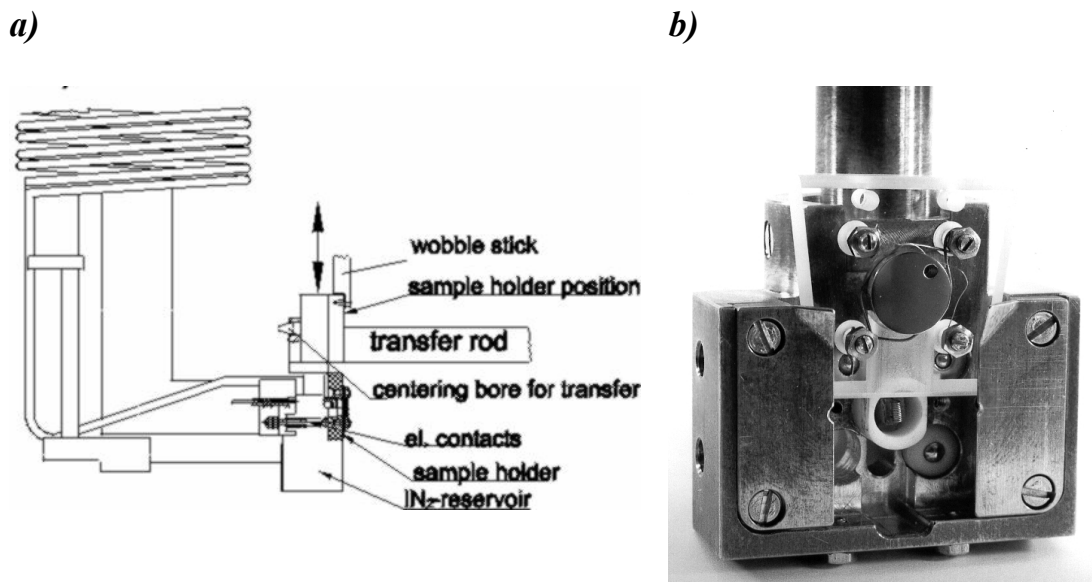 a)
b)
wobble stick
sample holder position
transfer rod
centering bore for transfer
el. contacts
sample holder
lN₂-reservoir